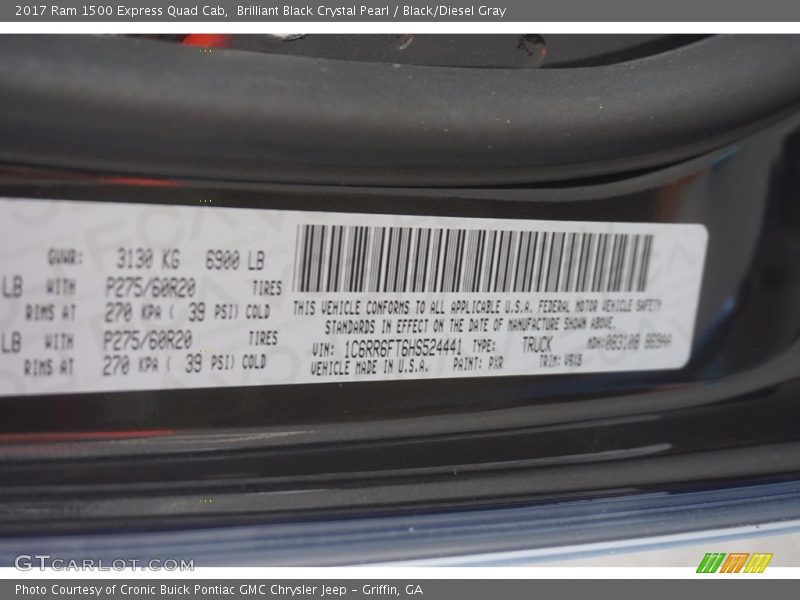 2017 Ram 1500 Express Quad Cab,  Brilliant Black Crystal Pearl / Black/Diesel Gray
GVWR: 3130 KG 6900 LB
LB WITH P275/60R20 TIRES
RIMS AT 270 KPA ( 39 PSI) COLD
LB WITH P275/60R20 TIRES
RIMS AT 270 KPA ( 39 PSI) COLD
THIS VEHICLE CONFORMS TO ALL APPLICABLE U.S.A. FEDERAL MOTOR VEHICLE SAFETY
STANDARDS IN EFFECT ON THE DATE OF MANUFACTURE SHOWN ABOVE.
VIN: 1C6RR6FT6HS524441 TYPE: TRUCK MDH:
VEHICLE MADE IN U.S.A. PAINT: PXR TRIM:
GTCARLOT.COM
Photo Courtesy of Cronic Buick Pontiac GMC Chrysler Jeep - Griffin, GA